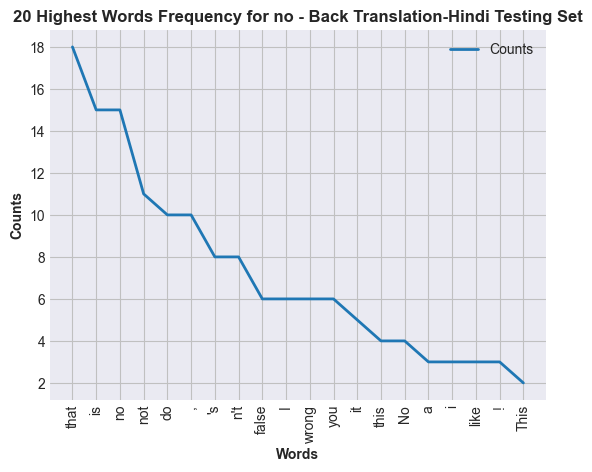 20 Highest Words Frequency for no - Back Translation-Hindi Testing Set
Counts
18
16
14
12
10
8
6
4
2
Counts
that
is
no
not
do
,
's
n't
false
I
wrong
you
it
this
No
a
i
like
!
This
Words